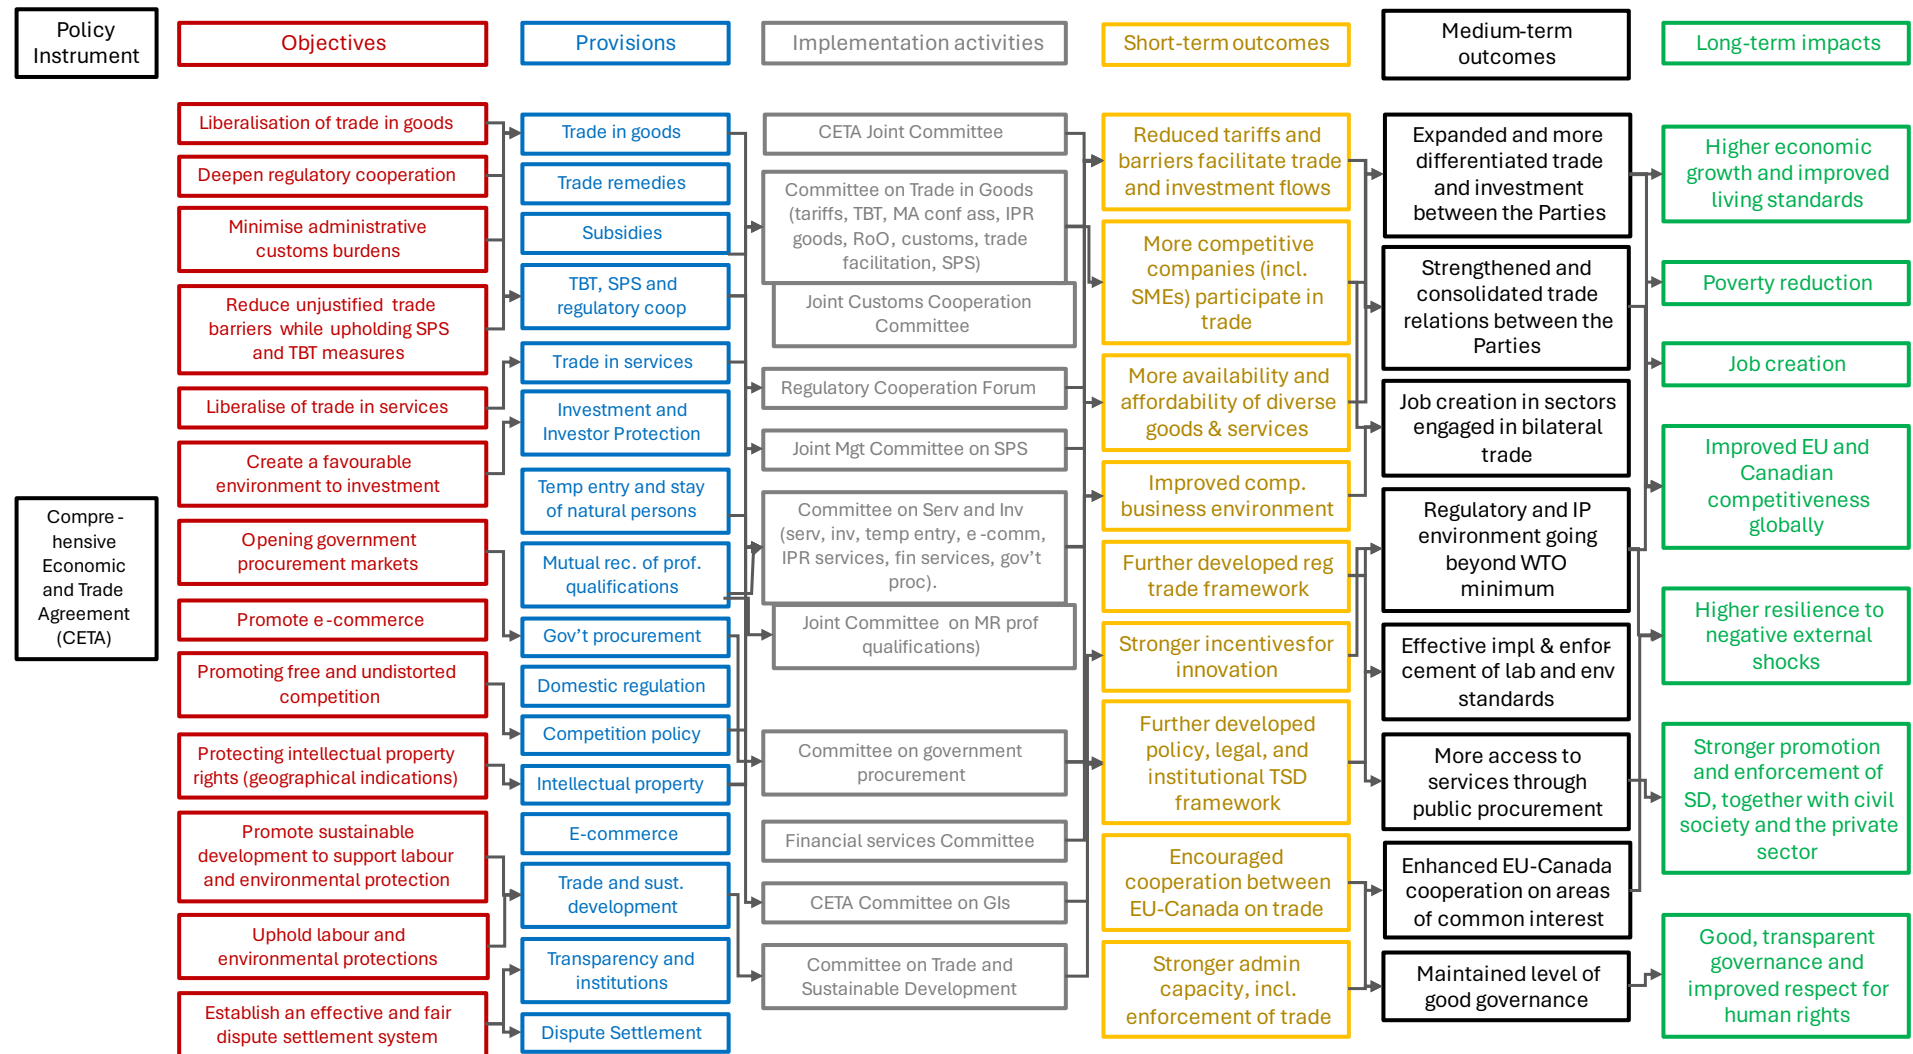 Policy
Instrument
Objectives
Provisions
Implementation activities
Short-term outcomes
Medium-term
outcomes
Long-term impacts
Compre-
hensive
Economic
and Trade
Agreement
(CETA)
Liberalisation of trade in goods
Deepen regulatory cooperation
Minimise administrative
customs burdens
Reduce unjustified trade
barriers while upholding SPS
and TBT measures
Liberalise of trade in services
Create a favourable
environment to investment
Opening government
procurement markets
Promote e-commerce
Promoting free and undistorted
competition
Protecting intellectual property
rights (geographical indications)
Promote sustainable
development to support labour
and environmental protection
Uphold labour and
environmental protections
Establish an effective and fair
dispute settlement system
Trade in goods
Trade remedies
Subsidies
TBT, SPS and
regulatory coop
Trade in services
Investment and
Investor Protection
Temp entry and stay
of natural persons
Mutual rec. of prof.
qualifications
Gov't procurement
Domestic regulation
Competition policy
Intellectual property
E-commerce
Trade and sust.
development
Transparency and
institutions
Dispute Settlement
CETA Joint Committee
Committee on Trade in Goods
(tariffs, TBT, MA conf ass, IPR
goods, RoO, customs, trade
facilitation, SPS)
Joint Customs Cooperation
Committee
Regulatory Cooperation Forum
Joint Mgt Committee on SPS
Committee on Serv and Inv
(serv, inv, temp entry, e-comm,
IPR services, fin services, gov't
proc).
Joint Committee on MR prof
qualifications)
Committee on government
procurement
Financial services Committee
CETA Committee on GIs
Committee on Trade and
Sustainable Development
Reduced tariffs and
barriers facilitate trade
and investment flows
More competitive
companies (incl.
SMEs) participate in
trade
More availability and
affordability of diverse
goods & services
Improved comp.
business environment
Further developed reg
trade framework
Stronger incentives for
innovation
Further developed
policy, legal, and
institutional TSD
framework
Encouraged
cooperation between
EU-Canada on trade
Stronger admin
capacity, incl.
enforcement of trade
Expanded and more
differentiated trade
and investment
between the Parties
Strengthened and
consolidated trade
relations between the
Parties
Job creation in sectors
engaged in bilateral
trade
Regulatory and IP
environment going
beyond WTO
minimum
Effective impl & enfor-
cement of lab and env
standards
More access to
services through
public procurement
Enhanced EU-Canada
cooperation on areas
of common interest
Maintained level of
good governance
Higher economic
growth and improved
living standards
Poverty reduction
Job creation
Improved EU and
Canadian
competitiveness
globally
Higher resilience to
negative external
shocks
Stronger promotion
and enforcement of
SD, together with civil
society and the private
sector
Good, transparent
governance and
improved respect for
human rights